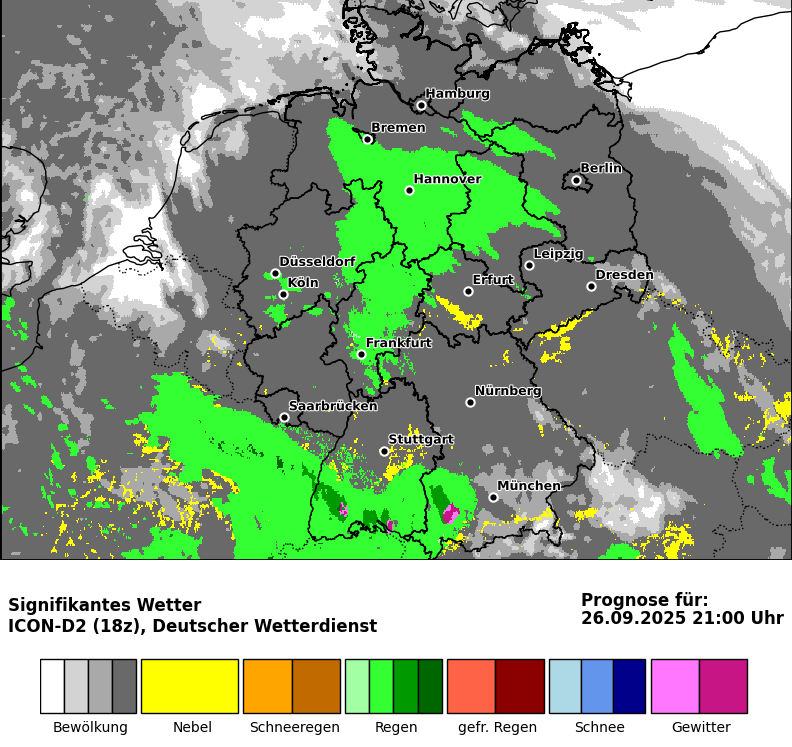 Hamburg
Bremen
Berlin
Hannover
Leipzig
Düsseldorf
Dresden
Köln
Erfurt
Frankfurt
Nürnberg
Saarbrücken
Stuttgart
München
Signifikantes Wetter
ICON-D2 (18z), Deutscher Wetterdienst
Prognose für:
26.09.2025 21:00 Uhr
Bewölkung
Nebel
Schneeregen
Regen
gefr. Regen
Schnee
Gewitter